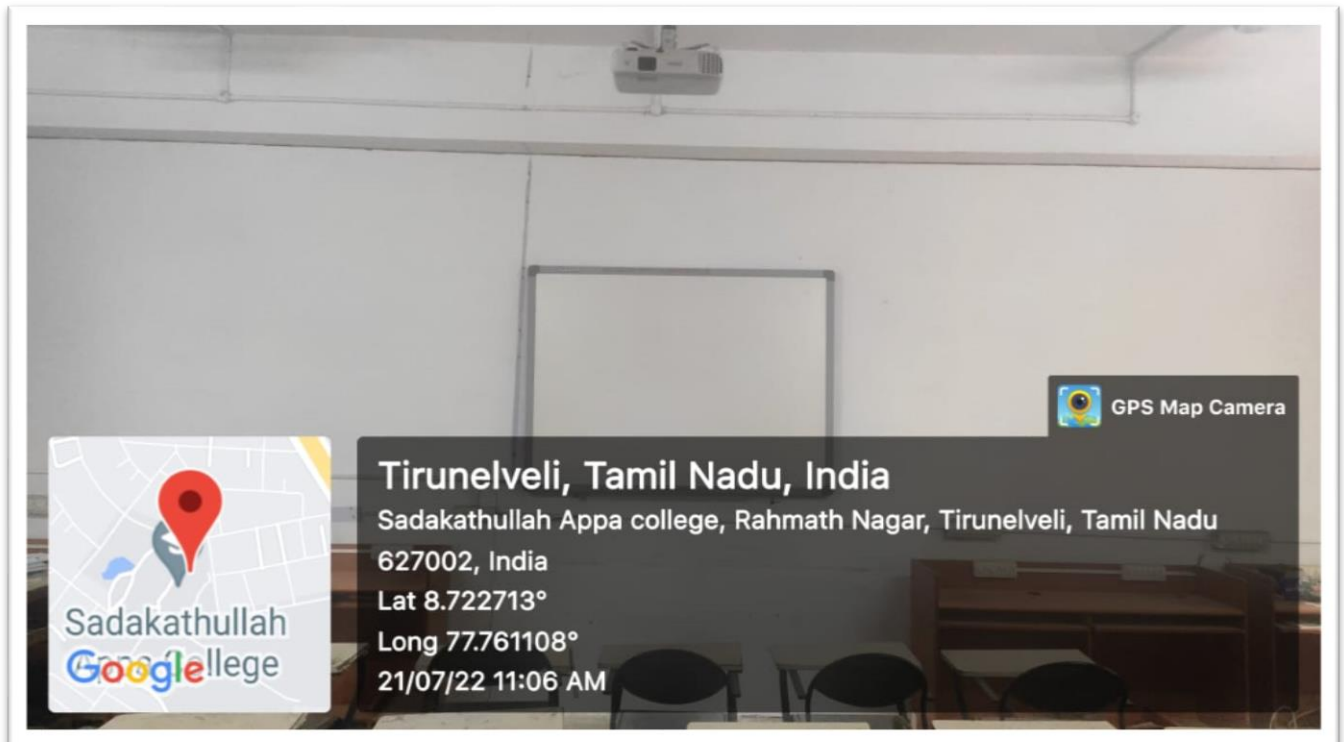 GPS Map Camera
Tirunelveli, Tamil Nadu, India
Sadakathullah Appa college, Rahmath Nagar, Tirunelveli, Tamil Nadu
627002, India
Lat 8.722713°
Long 77.761108°
21/07/22 11:06 AM
Sadakathullah
Google llege